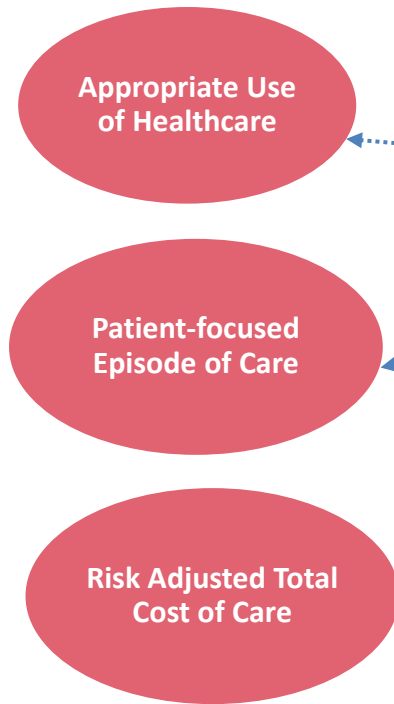 Appropriate Use
of Healthcare
Patient-focused
Episode of Care
Risk Adjusted Total
Cost of Care